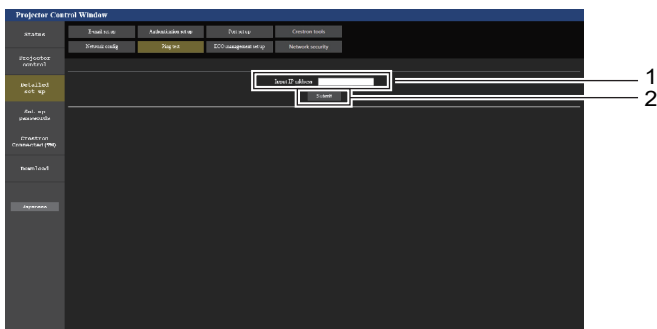 Projector Control Window
Status
E-mail set up
Authentication set up
Port set up
Crestron tools
Network config
Ping test
ECO management set up
Network security
Projector
control
Detailed
set up
Input IP address
1
Submit
2
Set up
passwords
Crestron
Connected(TM)
Download
Japanese